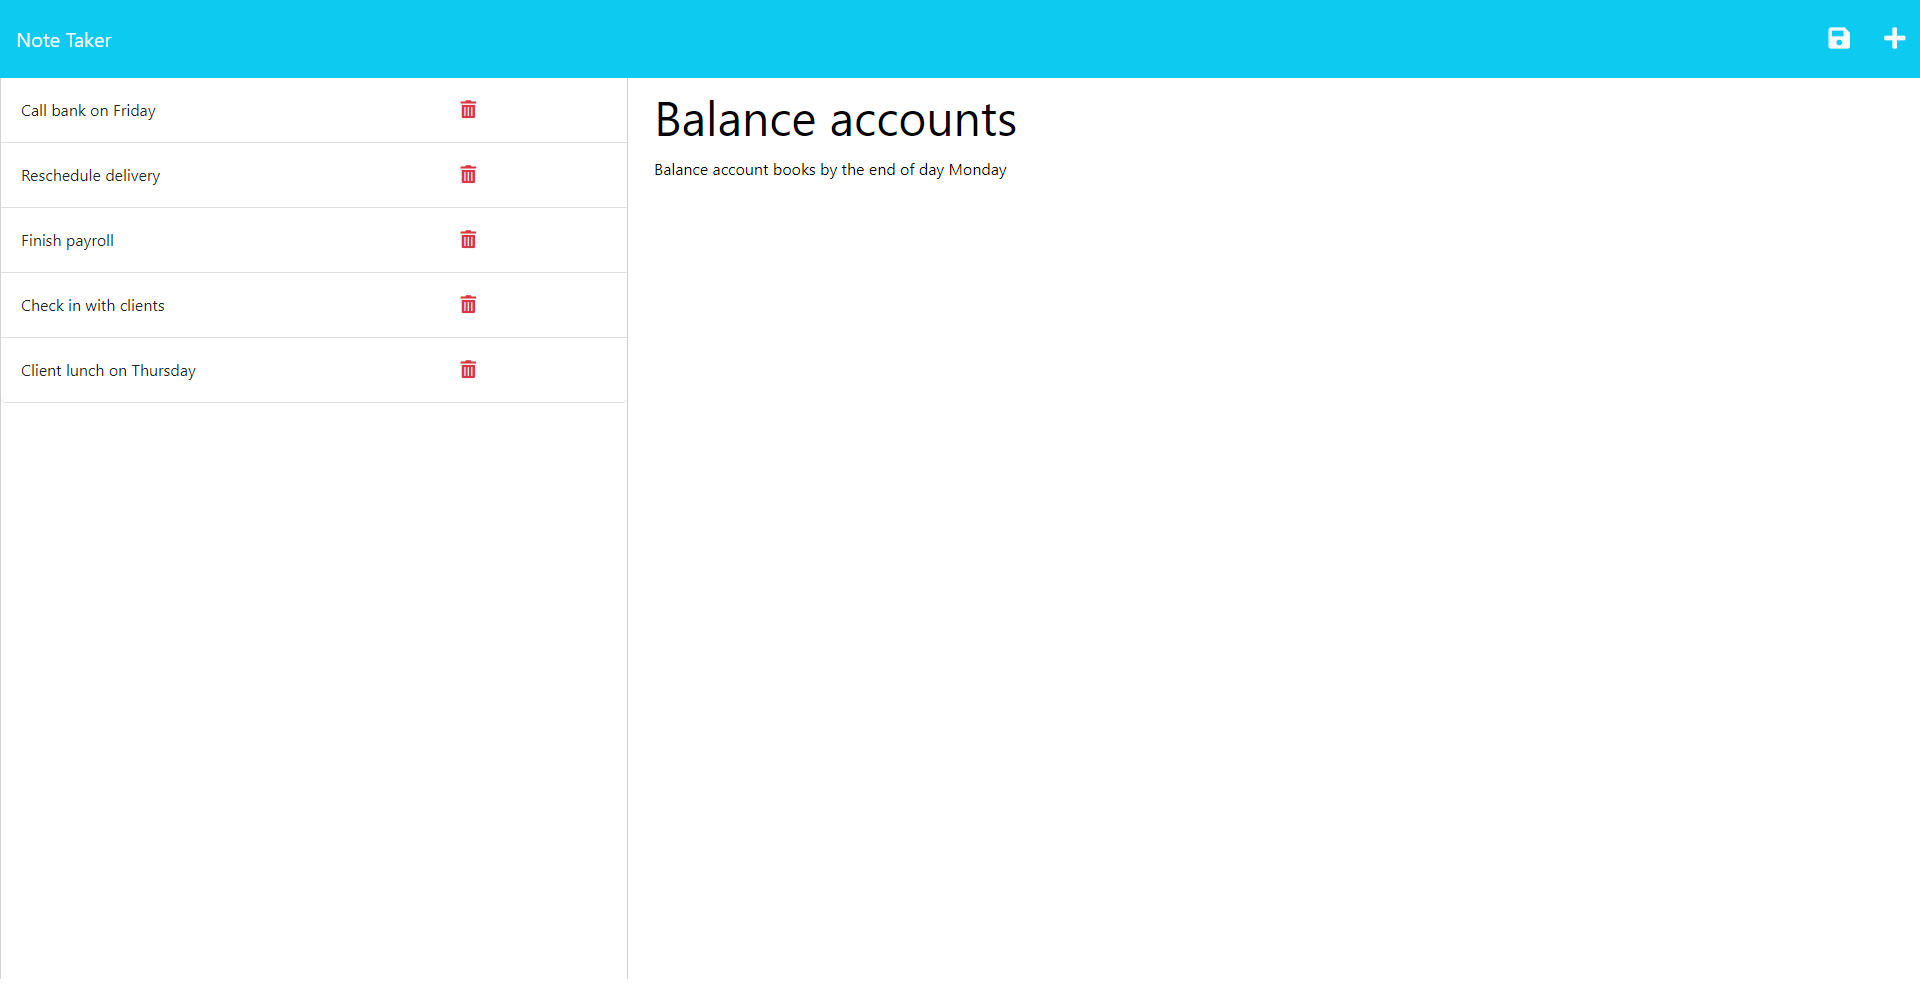 Note Taker
Call bank on Friday
Reschedule delivery
Finish payroll
Check in with clients
Client lunch on Thursday
Balance accounts
Balance account books by the end of day Monday